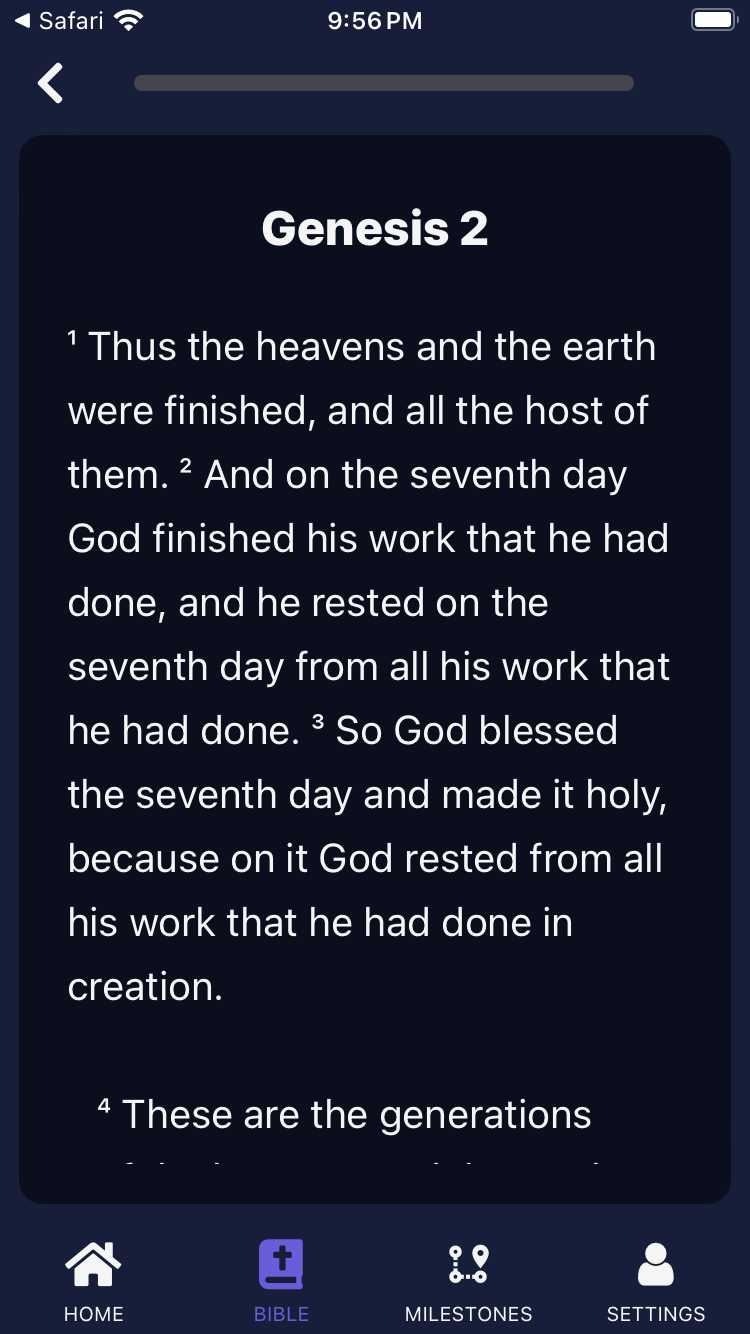 Safari
9:56 PM
Genesis 2
¹ Thus the heavens and the earth
were finished, and all the host of
them. ² And on the seventh day
God finished his work that he had
done, and he rested on the
seventh day from all his work that
he had done. ³ So God blessed
the seventh day and made it holy,
because on it God rested from all
his work that he had done in
creation.
⁴ These are the generations
HOME
BIBLE
MILESTONES
SETTINGS